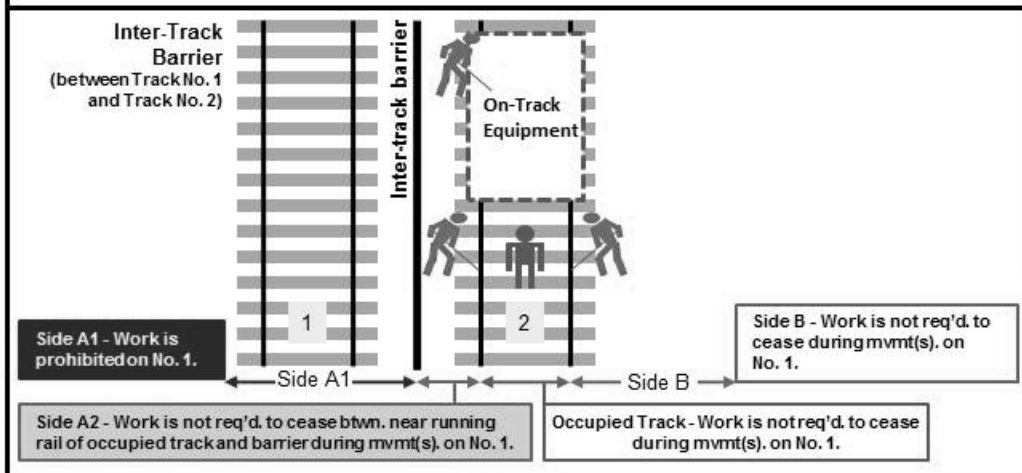 Inter-Track
Barrier
(between Track No. 1
and Track No. 2)
Inter-track barrier
On-Track
Equipment
1
2
Side A1 - Work is
prohibited on No. 1.
Side A1
Side B
Side B - Work is not req'd. to
cease during mvmt(s). on
No. 1.
Side A2 - Work is not req'd. to cease btwn. near running
rail of occupied track and barrier during mvmt(s). on No. 1.
Occupied Track - Work is not req'd. to cease
during mvmt(s). on No. 1.